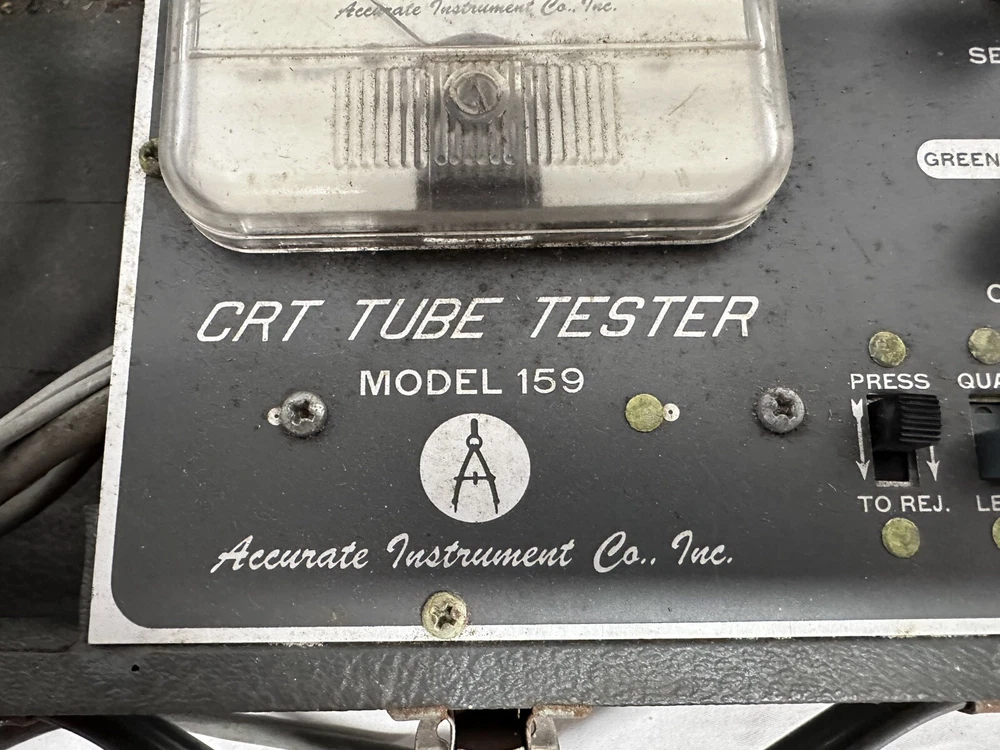 Accurate Instrument Co., Inc.
SE
GREEN
CRT TUBE TESTER
MODEL 159
PRESS
QUA
TO REJ.
LE
Accurate Instrument Co., Inc.